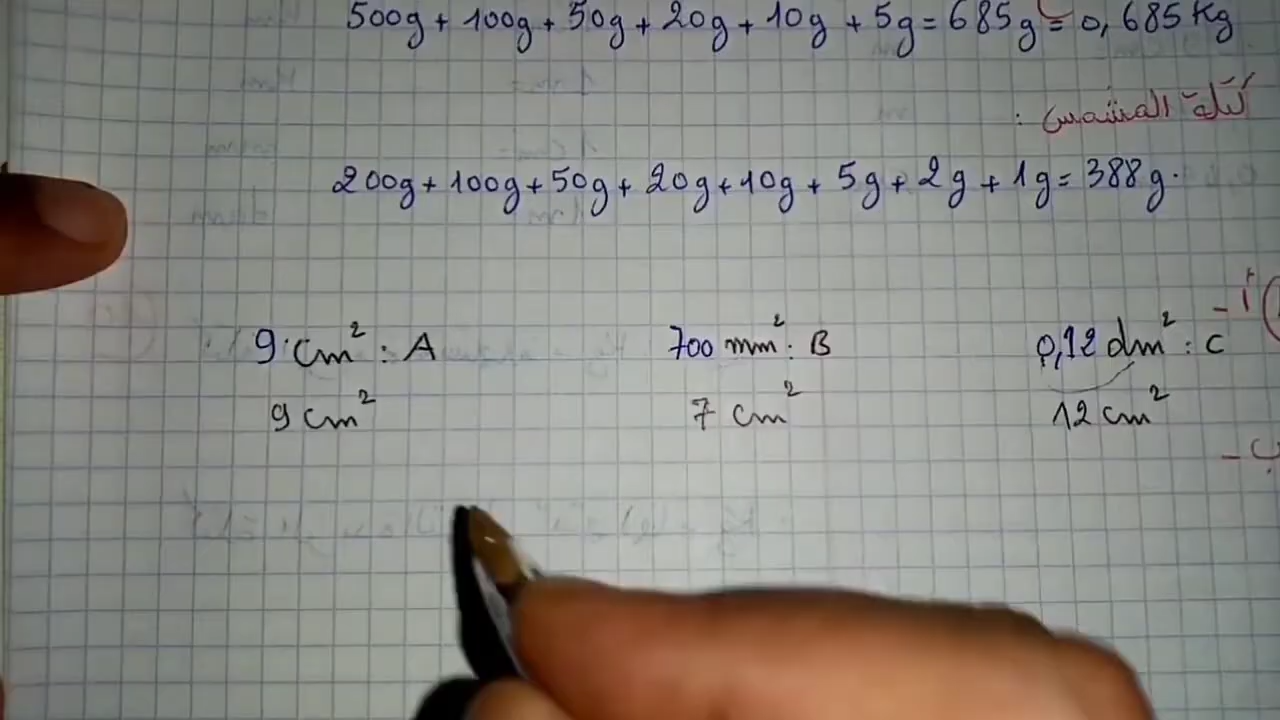 500g + 100g + 50g + 20g + 10g + 5g = 685g = 0,685 Kg
كتلة المشمس :
200g + 100g + 50g + 20g + 10g + 5g + 2g + 1g = 388g.
أ -
0,12 dm² : C
700 mm² : B
9 cm² : A
12 cm²
7 cm²
9 cm²
ب -